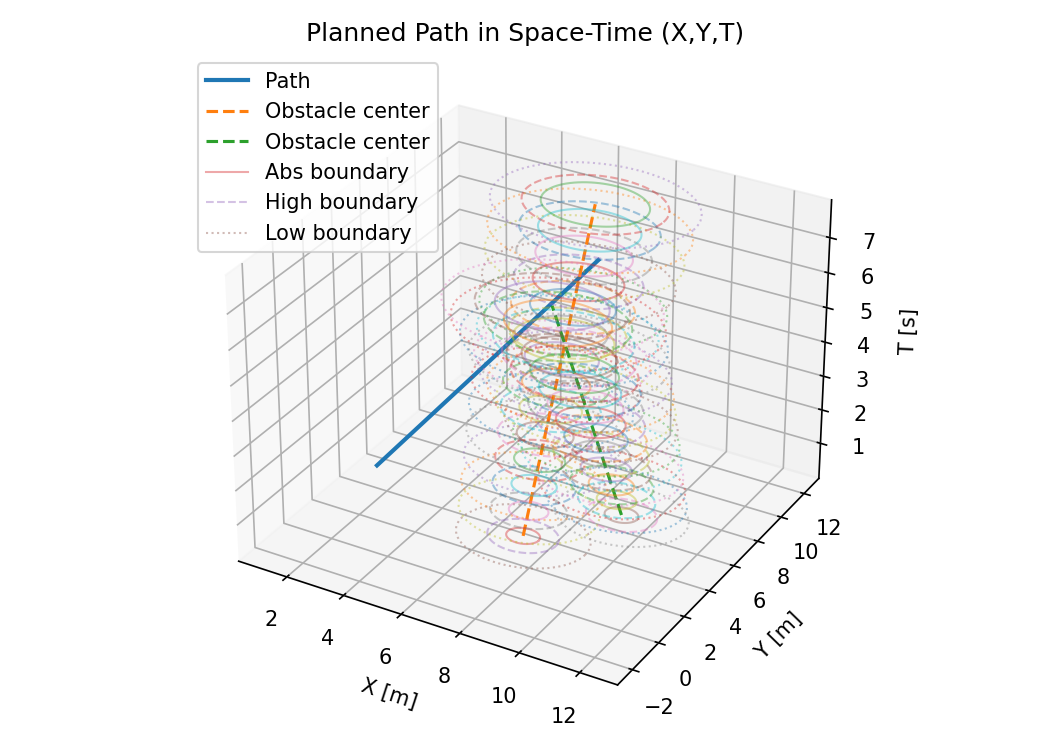 Planned Path in Space-Time (X,Y,T)
Path
Obstacle center
Obstacle center
Abs boundary
High boundary
Low boundary
7
6
5
4
3
2
1
T [s]
12
10
8
6
4
2
0
−2
Y [m]
2
4
6
8
10
12
X [m]